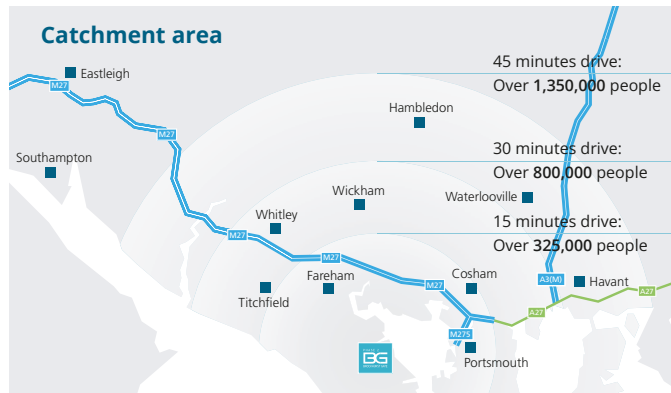 Catchment area
45 minutes drive:
Over 1,350,000 people
Eastleigh
M27
Hambledon
M27
30 minutes drive:
Over 800,000 people
Southampton
Wickham
Waterlooville
Whitley
15 minutes drive:
Over 325,000 people
M27
M27
Fareham
Cosham
Titchfield
M27
A3(M)
Havant
A27
A27
M275
Portsmouth
BG